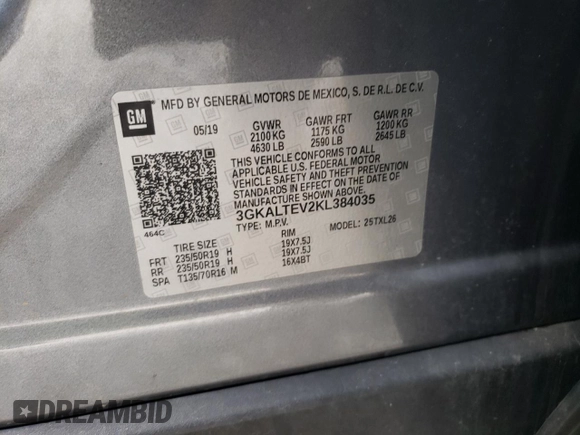 GM
MFD BY GENERAL MOTORS DE MEXICO, S. DE R.L. DE C.V.
05/19 GVWR GAWR FRT GAWR RR
2100 KG 1175 KG 1200 KG
4630 LB 2590 LB 2645 LB
THIS VEHICLE CONFORMS TO ALL
APPLICABLE U.S. FEDERAL MOTOR
VEHICLE SAFETY AND THEFT PREVENTION
STANDARDS IN EFFECT ON THE DATE OF
MANUFACTURE SHOWN ABOVE.
3GKALTEV2KL384035
464C TYPE: M.P.V. MODEL: 25TXL26
TIRE SIZE RIM
FRT 235/50R19 H 19X7.5J
RR 235/50R19 H 19X7.5J
SPA T135/70R16 M 16X4BT
DREAMBID